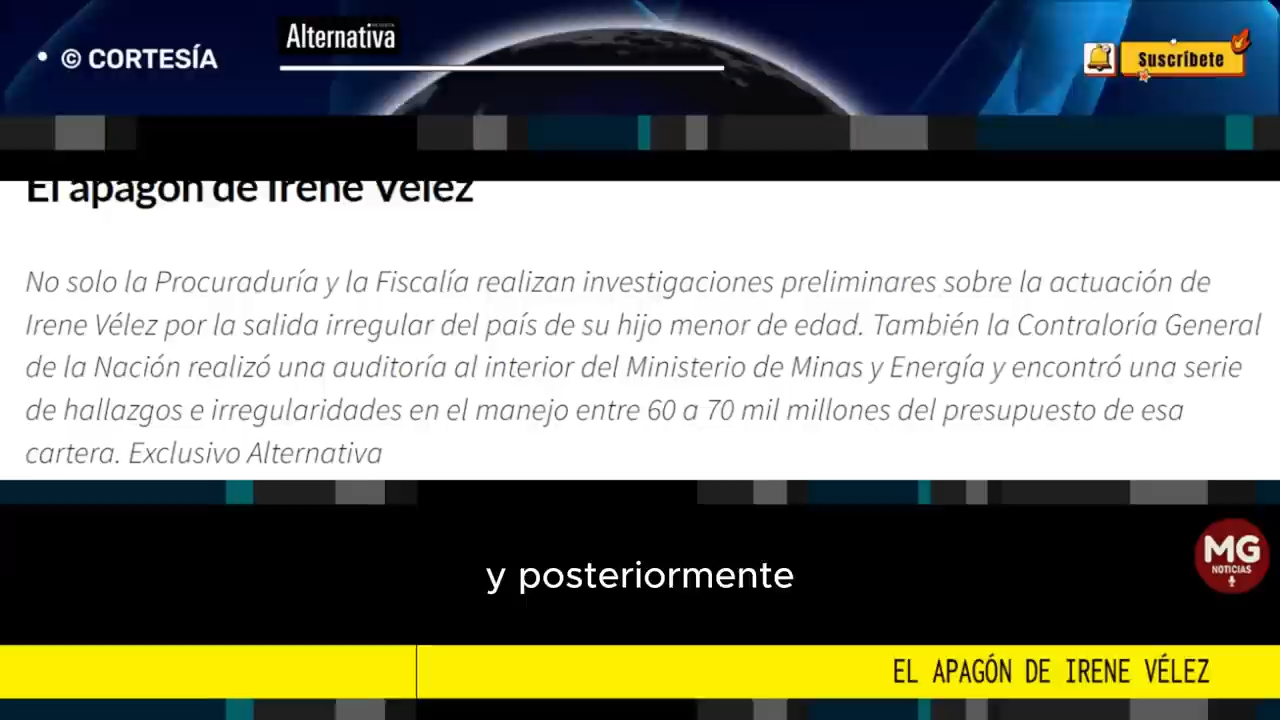 • © CORTESÍA
Alternativa
Suscríbete
El apagón de Irene Vélez
No solo la Procuraduría y la Fiscalía realizan investigaciones preliminares sobre la actuación de
Irene Vélez por la salida irregular del país de su hijo menor de edad. También la Contraloría General
de la Nación realizó una auditoría al interior del Ministerio de Minas y Energía y encontró una serie
de hallazgos e irregularidades en el manejo entre 60 a 70 mil millones del presupuesto de esa
cartera. Exclusivo Alternativa
y posteriormente
MG
NOTICIAS
EL APAGÓN DE IRENE VÉLEZ